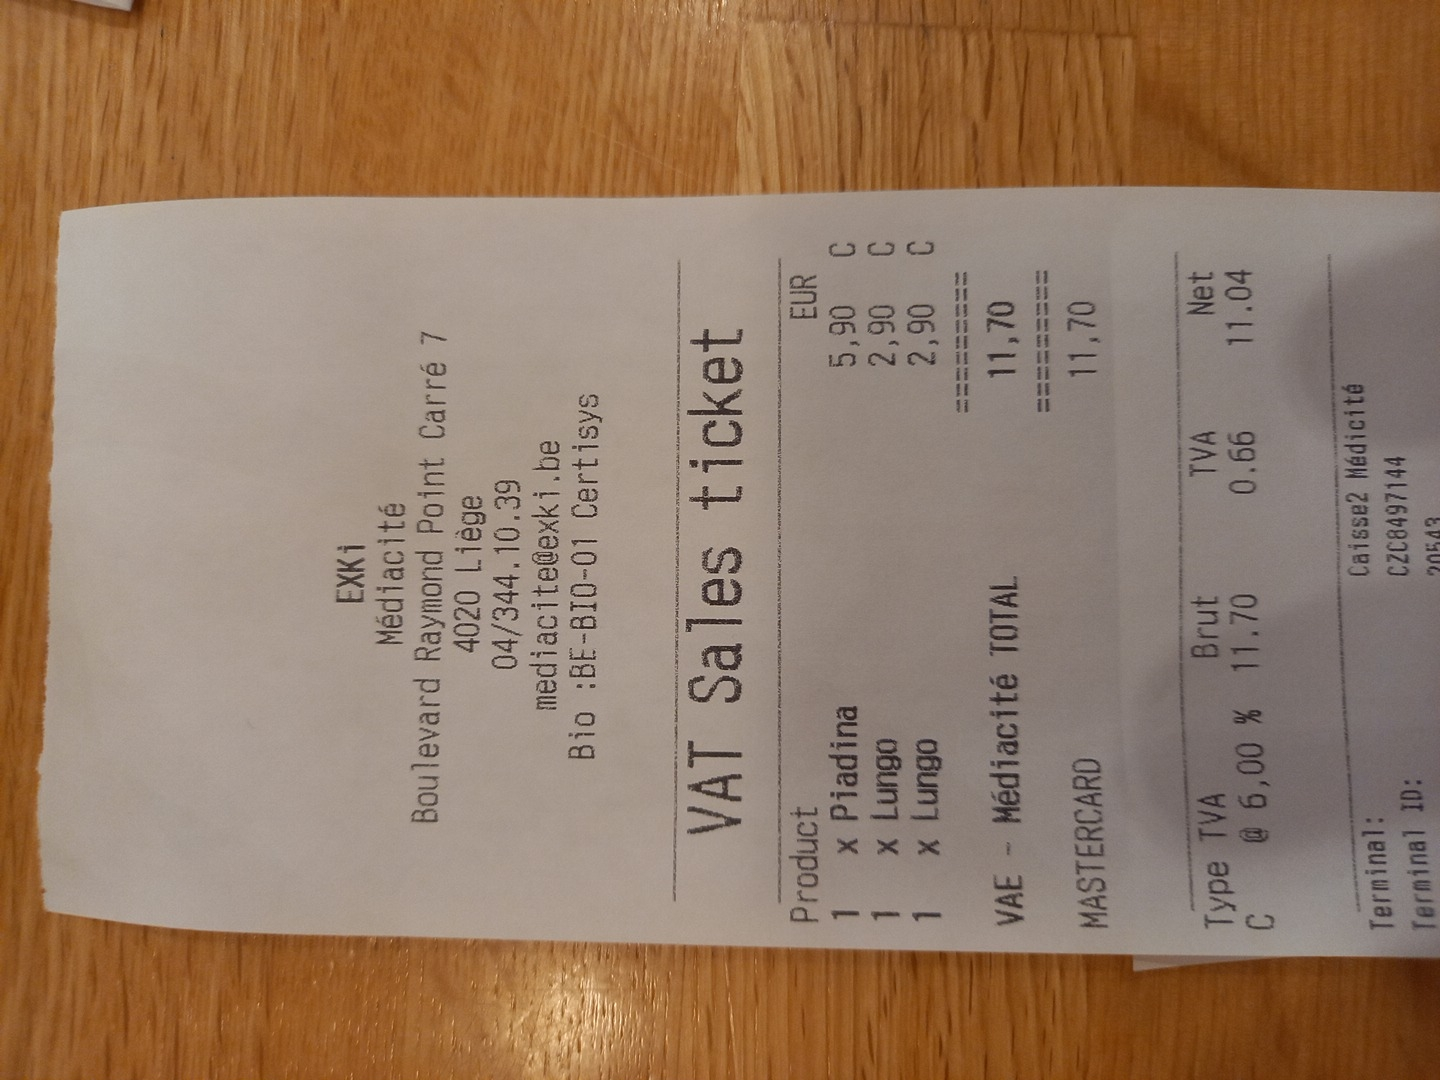 EXKi
Médiacité
Boulevard Raymond Point Carré 7
4020 Liège
04/344.10.39
mediacite@exki.be
Bio :BE-BIO-01 Certisys
VAT Sales ticket
Product EUR
1 x Piadina 5,90 C
1 x Lungo 2,90 C
1 x Lungo 2,90 C
=========
VAE - Médiacité TOTAL 11,70
=========
MASTERCARD 11,70
Type TVA Brut TVA Net
C @ 6,00 % 11.70 0.66 11.04
Terminal: Caisse2 Médicité
Terminal ID: CZC8497144
20543